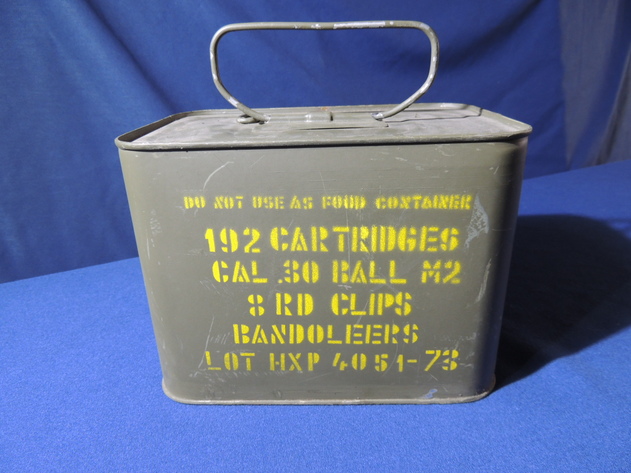 DO NOT USE AS FOOD CONTAINER
192 CARTRIDGES
CAL .30 BALL M2
8 RD CLIPS
BANDOLEERS
LOT HXP 4051-73